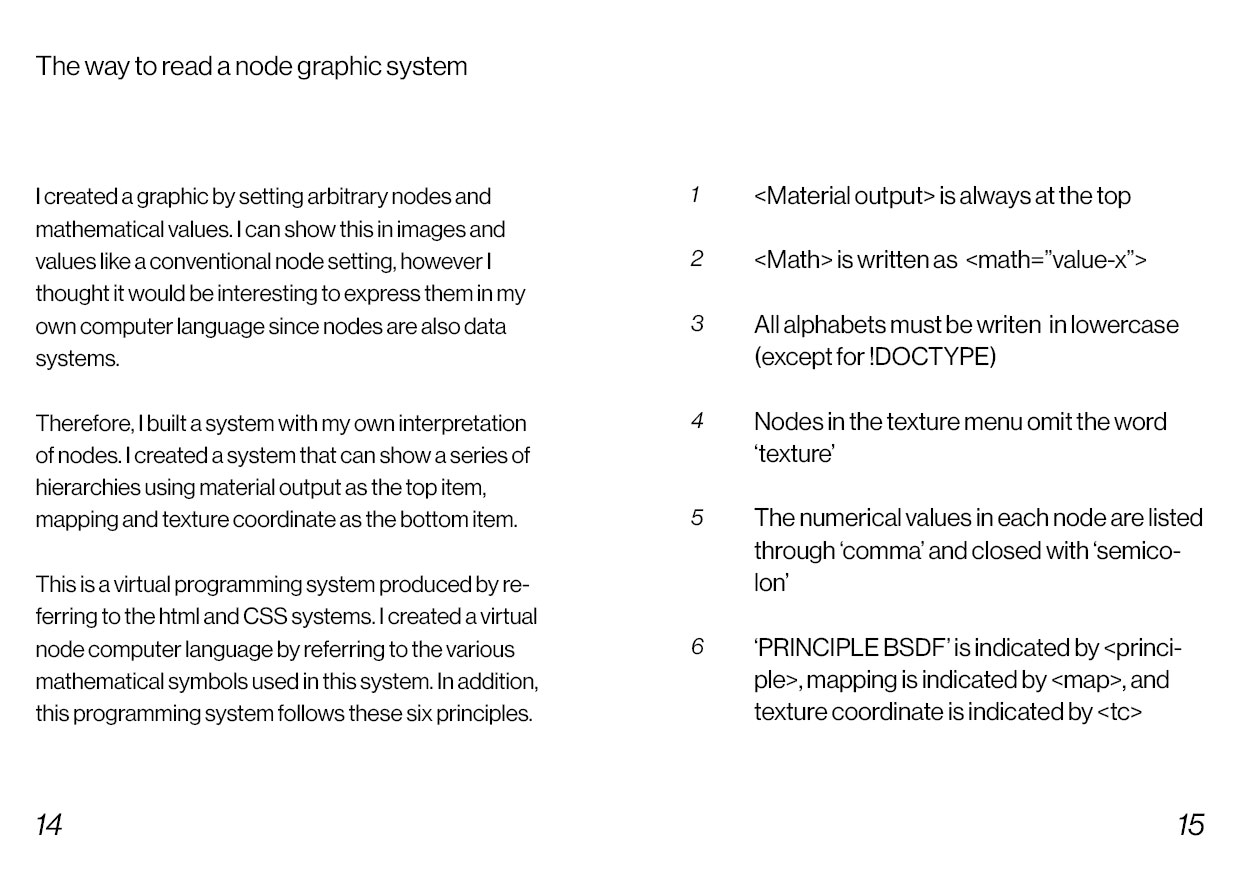 The way to read a node graphic system
I created a graphic by setting arbitrary nodes and
mathematical values. I can show this in images and
values like a conventional node setting, however I
thought it would be interesting to express them in my
own computer language since nodes are also data
systems.
Therefore, I built a system with my own interpretation
of nodes. I created a system that can show a series of
hierarchies using material output as the top item,
mapping and texture coordinate as the bottom item.
This is a virtual programming system produced by re-
ferring to the html and CSS systems. I created a virtual
node computer language by referring to the various
mathematical symbols used in this system. In addition,
this programming system follows these six principles.
14
1 <Material output> is always at the top
2 <Math> is written as <math=”value-x”>
3 All alphabets must be writen in lowercase
(except for !DOCTYPE)
4 Nodes in the texture menu omit the word
‘texture’
5 The numerical values in each node are listed
through ‘comma’ and closed with ‘semico-
lon’
6 ‘PRINCIPLE BSDF’ is indicated by <princi-
ple>, mapping is indicated by <map>, and
texture coordinate is indicated by <tc>
15